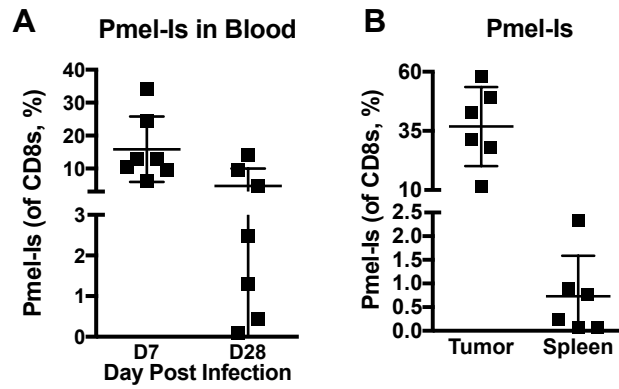 A
Pmel-Is in Blood
Pmel-Is (of CD8s, %)
40
30
20
10
3
2
1
0
D7 D28
Day Post Infection
B
Pmel-Is
Pmel-Is (of CD8s, %)
60
35
10
2.5
2.0
1.5
1.0
0.5
0.0
Tumor Spleen